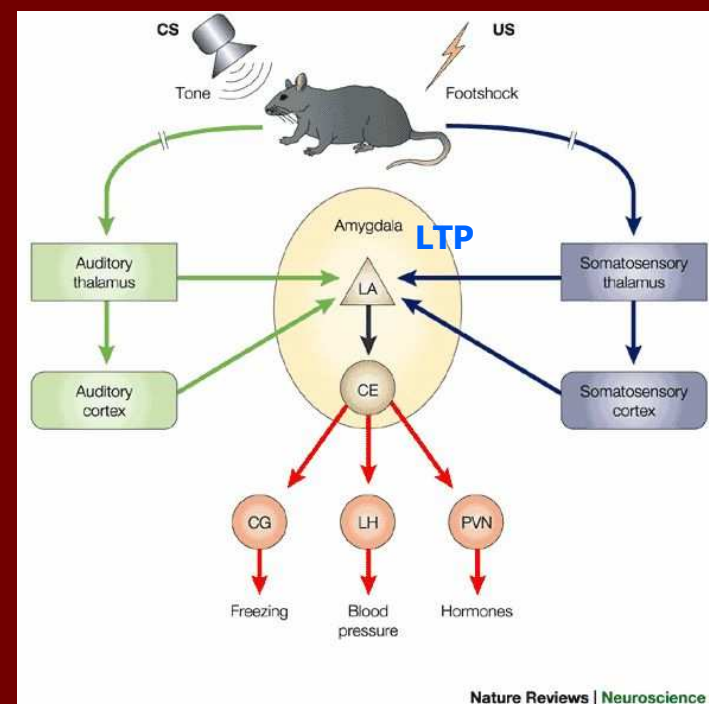 CS
US
Tone
Footshock
Amygdala
LTP
Auditory
thalamus
LA
Somatosensory
thalamus
Auditory
cortex
CE
Somatosensory
cortex
CG
LH
PVN
Freezing
Blood
pressure
Hormones
Nature Reviews | Neuroscience